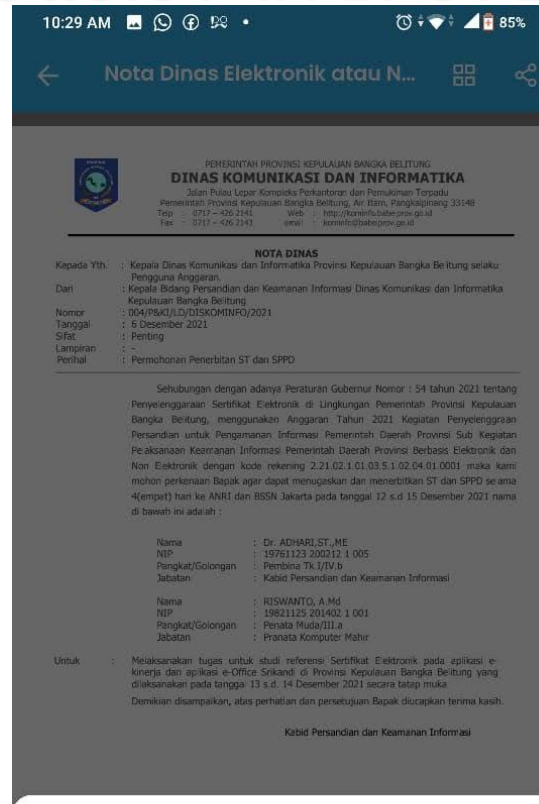 10:29 AM 85%
Nota Dinas Elektronik atau N...
PEMERINTAH PROVINSI KEPULAUAN BANGKA BELITUNG
DINAS KOMUNIKASI DAN INFORMATIKA
Jalan Pulau Lepar Kompleks Perkantoran dan Pemukiman Terpadu
Pemerintah Provinsi Kepulauan Bangka Belitung, Air Itam, Pangkalpinang 33148
Telp : 0717 – 426 2141 Web : http://kominfo.babelprov.go.id
Fax : 0717 – 426 2143 email : kominfo@babelprov.go.id
NOTA DINAS
Kepada Yth. : Kepala Dinas Komunikasi dan Informatika Provinsi Kepulauan Bangka Belitung selaku
Pengguna Anggaran.
Dari : Kepala Bidang Persandian dan Keamanan Informasi Dinas Komunikasi dan Informatika
Kepulauan Bangka Belitung
Nomor : 004/P&KI/LD/DISKOMINFO/2021
Tanggal : 6 Desember 2021
Sifat : Penting
Lampiran : -
Perihal : Permohonan Penerbitan ST dan SPPD
Sehubungan dengan adanya Peraturan Gubernur Nomor : 54 tahun 2021 tentang
Penyelenggaraan Sertifikat Elektronik di Lingkungan Pemerintah Provinsi Kepulauan
Bangka Belitung, menggunakan Anggaran Tahun 2021 Kegiatan Penyelenggraan
Persandian untuk Pengamanan Informasi Pemerintah Daerah Provinsi Sub Kegiatan
Pelaksanaan Keamanan Informasi Pemerintah Daerah Provinsi Berbasis Elektronik dan
Non Elektronik dengan kode rekening 2.21.02.1.01.03.5.1.02.04.01.0001 maka kami
mohon perkenaan Bapak agar dapat menugaskan dan menerbitkan ST dan SPPD selama
4(empat) hari ke ANRI dan BSSN Jakarta pada tanggal 12 s.d 15 Desember 2021 nama
di bawah ini adalah :
Nama : Dr. ADHARI,ST.,ME
NIP : 19761123 200212 1 005
Pangkat/Golongan : Pembina Tk.I/IV.b
Jabatan : Kabid Persandian dan Keamanan Informasi
Nama : RISWANTO, A.Md
NIP : 19821125 201402 1 001
Pangkat/Golongan : Penata Muda/III.a
Jabatan : Pranata Komputer Mahir
Untuk : Melaksanakan tugas untuk studi referensi Sertifikat Elektronik pada aplikasi e-
kinerja dan aplikasi e-Office Srikandi di Provinsi Kepulauan Bangka Belitung yang
dilaksanakan pada tanggal 13 s.d. 14 Desember 2021 secara tatap muka
Demikian disampaikan, atas perhatian dan persetujuan Bapak diucapkan terima kasih.
Kabid Persandian dan Keamanan Informasi